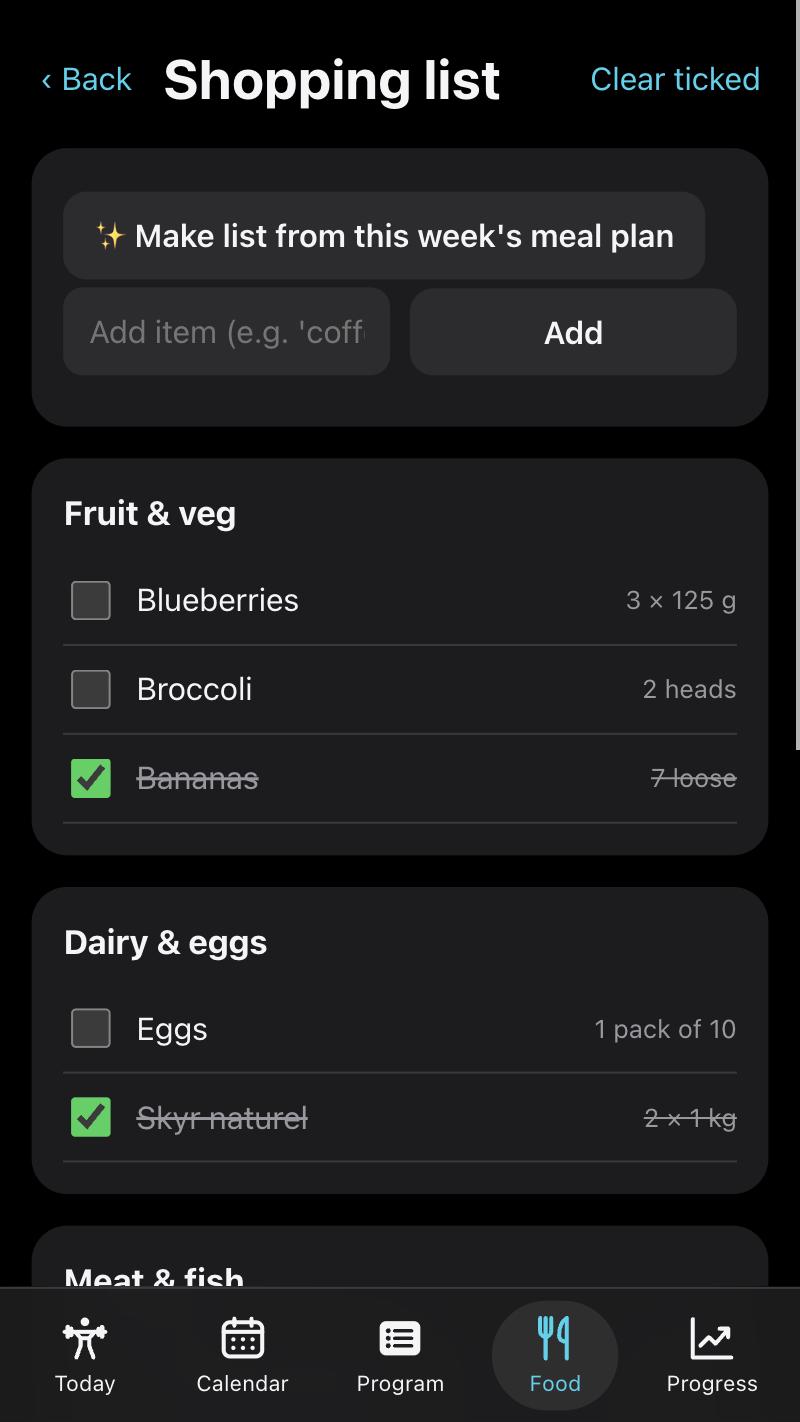 ‹ Back Shopping list Clear ticked
✨ Make list from this week's meal plan
Add item (e.g. 'coff Add
Fruit & veg
Blueberries 3 × 125 g
Broccoli 2 heads
Bananas 7 loose
Dairy & eggs
Eggs 1 pack of 10
Skyr naturel 2 × 1 kg
Meat & fish
Today Calendar Program Food Progress